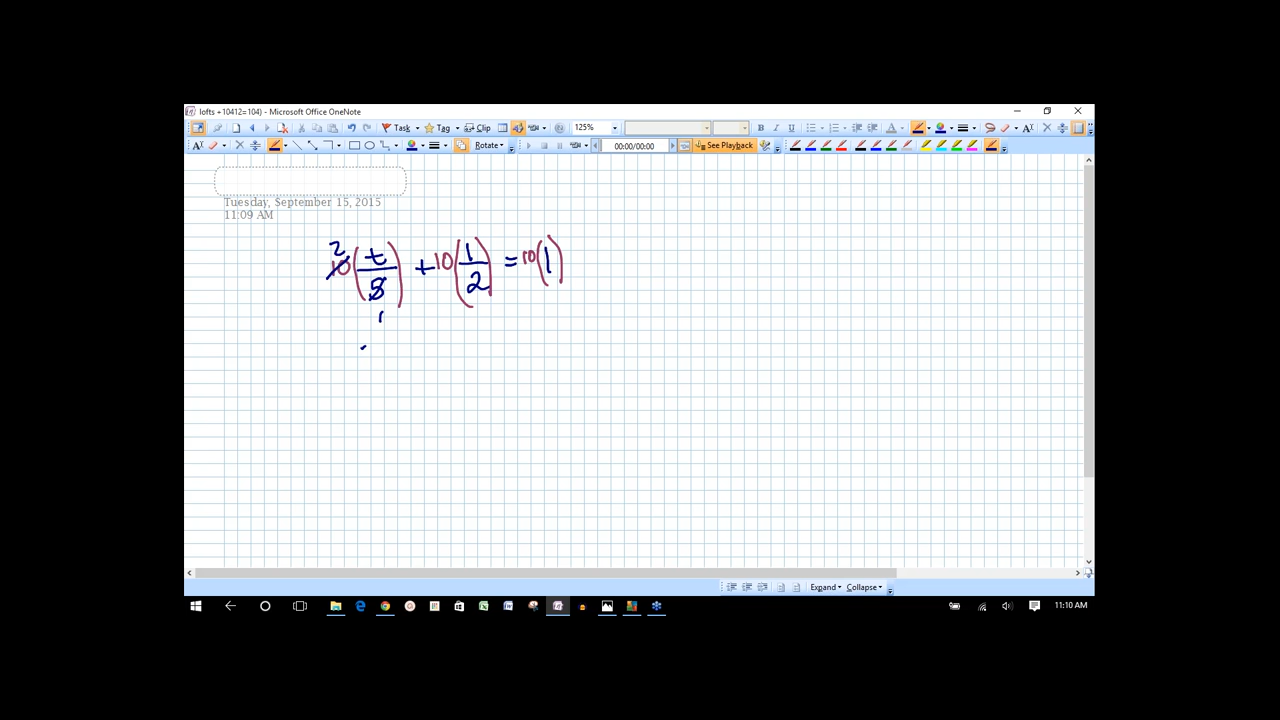 lofts +10412=104) - Microsoft Office OneNote
Task Tag Clip 125% B I U A
A Rotate 00:00/00:00 See Playback
Tuesday, September 15, 2015
11:09 AM
2
10(t/5) + 10(1/2) = 10(1)
1
Expand Collapse
11:10 AM